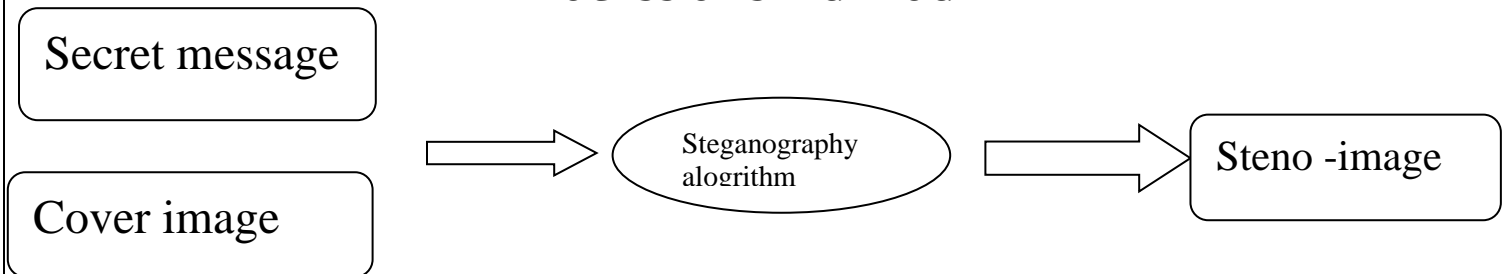 Secret message
Steganography
alogrithm
Steno -image
Cover image